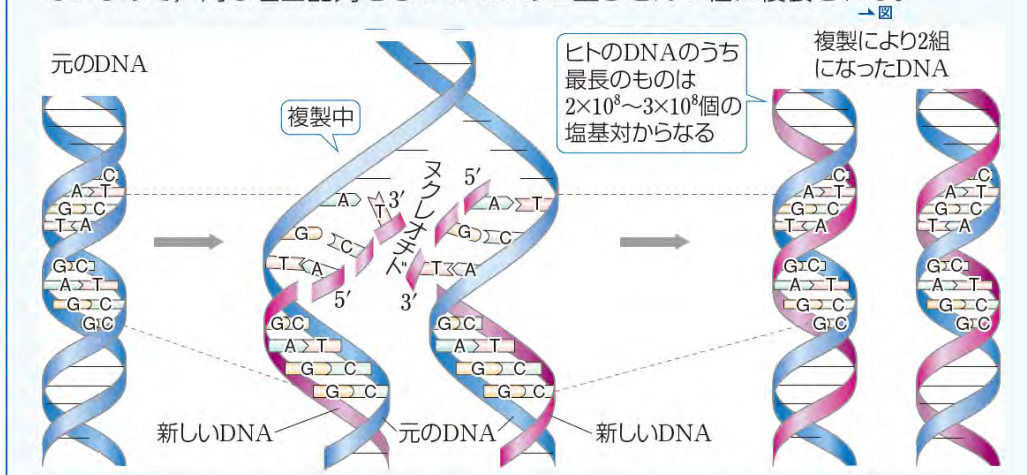 図
元のDNA
複製中
ヒトのDNAのうち
最長のものは
2×10⁸～3×10⁸個の
塩基対からなる
複製により2組
になったDNA
C
A T
G C
T A
G C
A T
G C
G C
A
T
3′
ヌクレオチド
5′
A T
G
C
G C
T A
5′
T A
3′
G C
A T
G C
G C
G C
A T
G C
G C
C
A T
G C
T A
G C
A T
G C
G C
C
A T
G C
T A
G C
A T
G C
G C
新しいDNA
元のDNA
新しいDNA